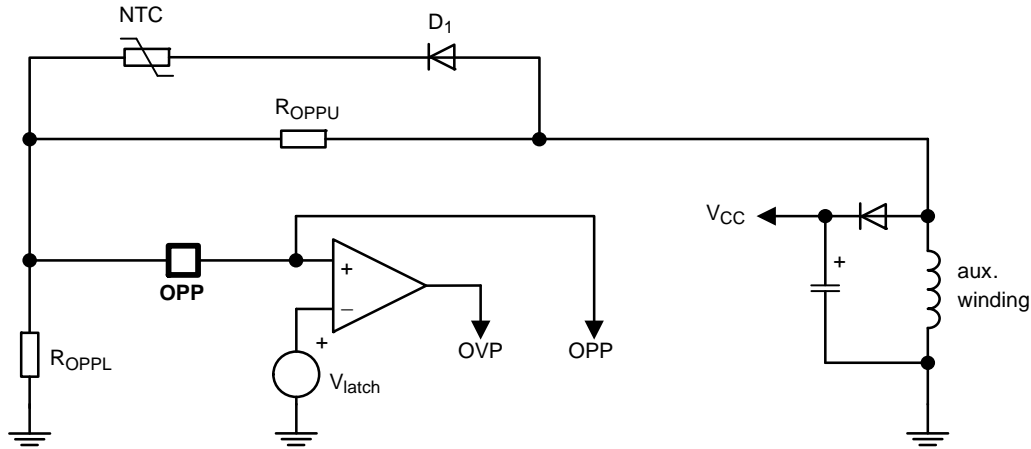 NTC
D1
ROPPU
VCC
+
aux.
winding
OPP
+
−
+
Vlatch
OVP
OPP
ROPPL